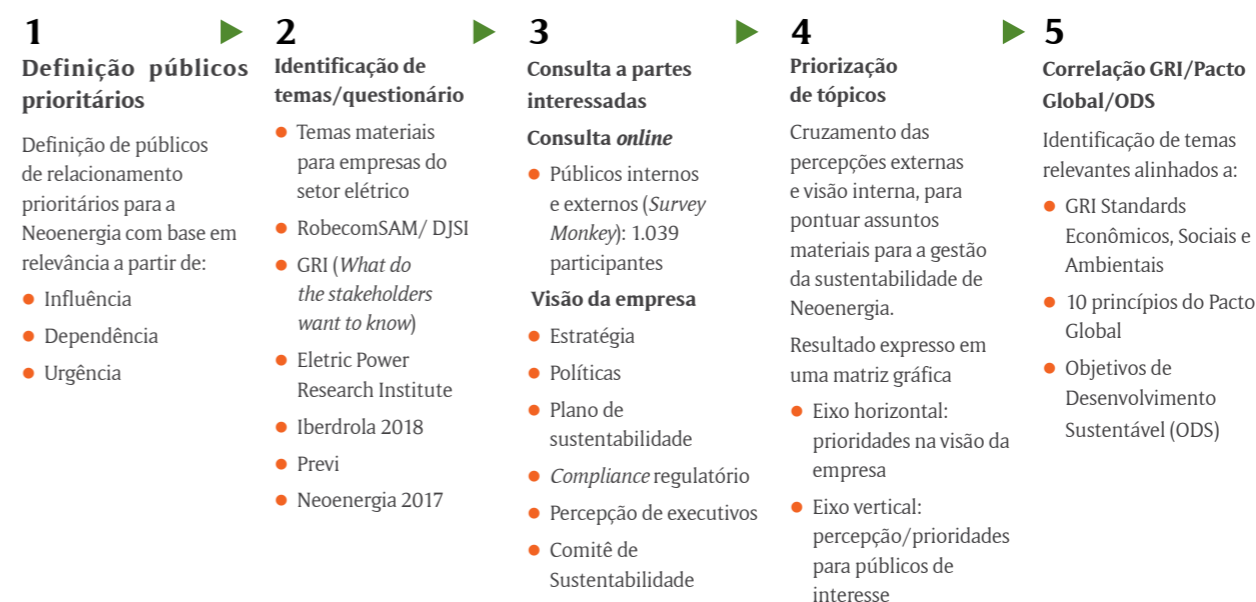 1
Definição públicos
prioritários
Definição de públicos
de relacionamento
prioritários para a
Neoenergia com base em
relevância a partir de:
Influência
Dependência
Urgência
2
Identificação de
temas/questionário
Temas materiais
para empresas do
setor elétrico
RobecomSAM/ DJSI
GRI (What do
the stakeholders
want to know)
Eletric Power
Research Institute
Iberdrola 2018
Previ
Neoenergia 2017
3
Consulta a partes
interessadas
Consulta online
Públicos internos
e externos (Survey
Monkey): 1.039
participantes
Visão da empresa
Estratégia
Políticas
Plano de
sustentabilidade
Compliance regulatório
Percepção de executivos
Comitê de
Sustentabilidade
4
Priorização
de tópicos
Cruzamento das
percepções externas
e visão interna, para
pontuar assuntos
materiais para a gestão
da sustentabilidade de
Neoenergia.
Resultado expresso em
uma matriz gráfica
Eixo horizontal:
prioridades na visão da
empresa
Eixo vertical:
percepção/prioridades
para públicos de
interesse
5
Correlação GRI/Pacto
Global/ODS
Identificação de temas
relevantes alinhados a:
GRI Standards
Econômicos, Sociais e
Ambientais
10 princípios do Pacto
Global
Objetivos de
Desenvolvimento
Sustentável (ODS)